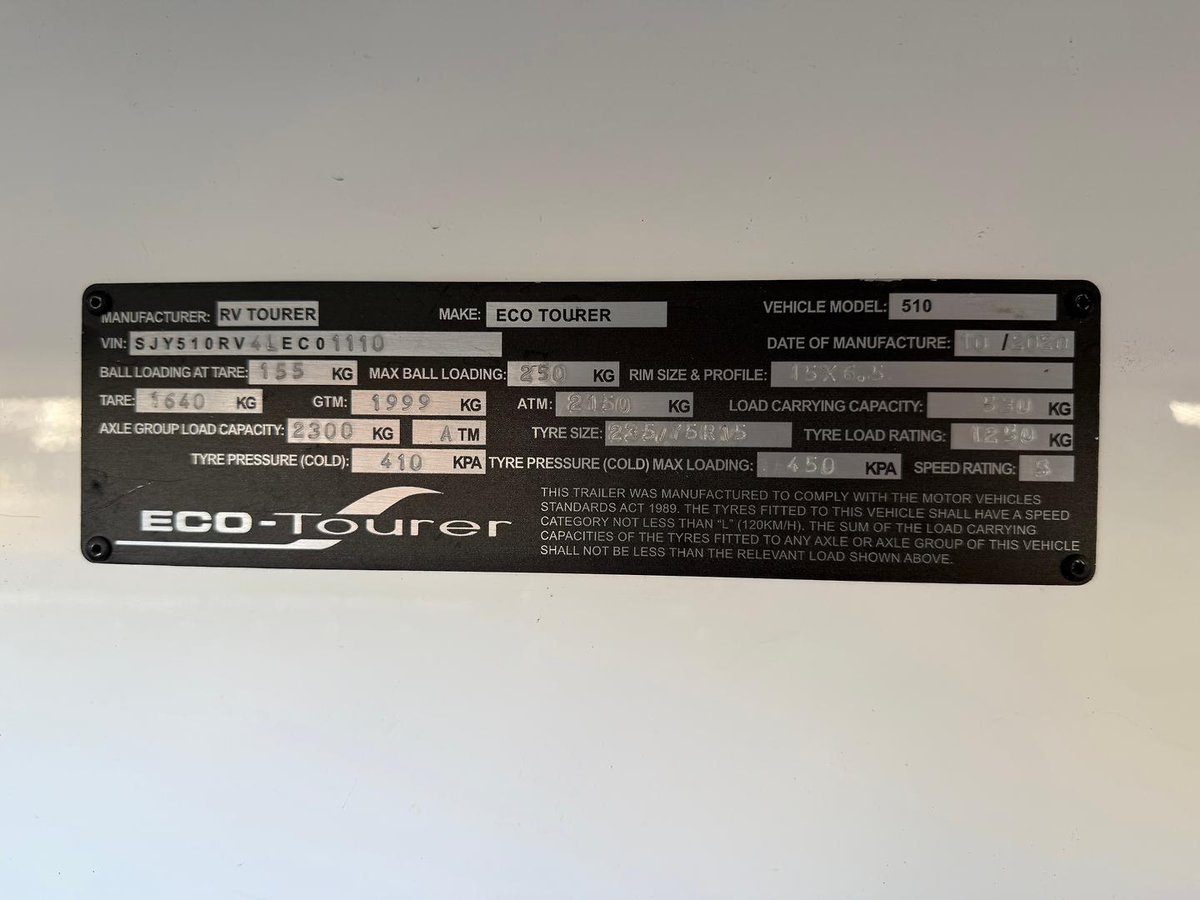 MANUFACTURER: RV TOURER MAKE: ECO TOURER VEHICLE MODEL: 510
VIN: SJY510RV4LEC01110 DATE OF MANUFACTURE: 10/2020
BALL LOADING AT TARE: 155 KG MAX BALL LOADING: 250 KG RIM SIZE & PROFILE: 15X6.5
TARE: 1640 KG GTM: 1999 KG ATM: 2150 KG LOAD CARRYING CAPACITY: KG
AXLE GROUP LOAD CAPACITY: 2300 KG ATM TYRE SIZE: 235/75R15 TYRE LOAD RATING: 1250 KG
TYRE PRESSURE (COLD): 410 KPA TYRE PRESSURE (COLD) MAX LOADING: 450 KPA SPEED RATING:
ECO-Tourer
THIS TRAILER WAS MANUFACTURED TO COMPLY WITH THE MOTOR VEHICLES
STANDARDS ACT 1989. THE TYRES FITTED TO THIS VEHICLE SHALL HAVE A SPEED
CATEGORY NOT LESS THAN "L" (120KM/H). THE SUM OF THE LOAD CARRYING
CAPACITIES OF THE TYRES FITTED TO ANY AXLE OR AXLE GROUP OF THIS VEHICLE
SHALL NOT BE LESS THAN THE RELEVANT LOAD SHOWN ABOVE.